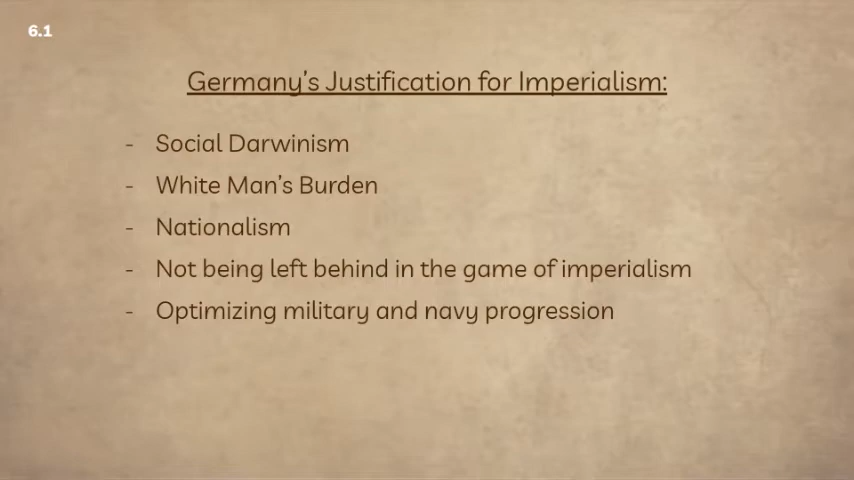 6.1
Germany's Justification for Imperialism:
- Social Darwinism
- White Man's Burden
- Nationalism
- Not being left behind in the game of imperialism
- Optimizing military and navy progression